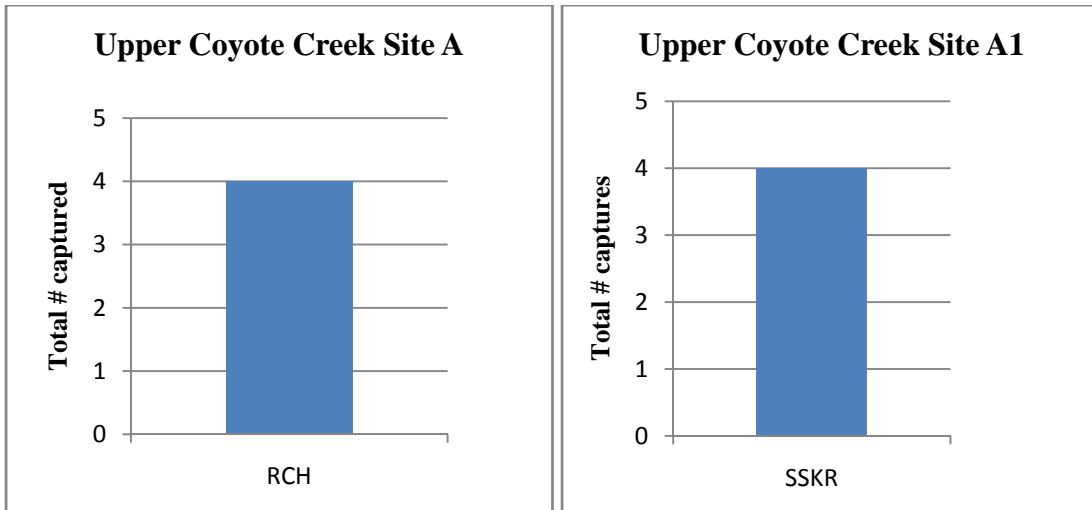 Upper Coyote Creek Site A
Total # captured
5
4
3
2
1
0
RCH
Upper Coyote Creek Site A1
Total # captures
5
4
3
2
1
0
SSKR